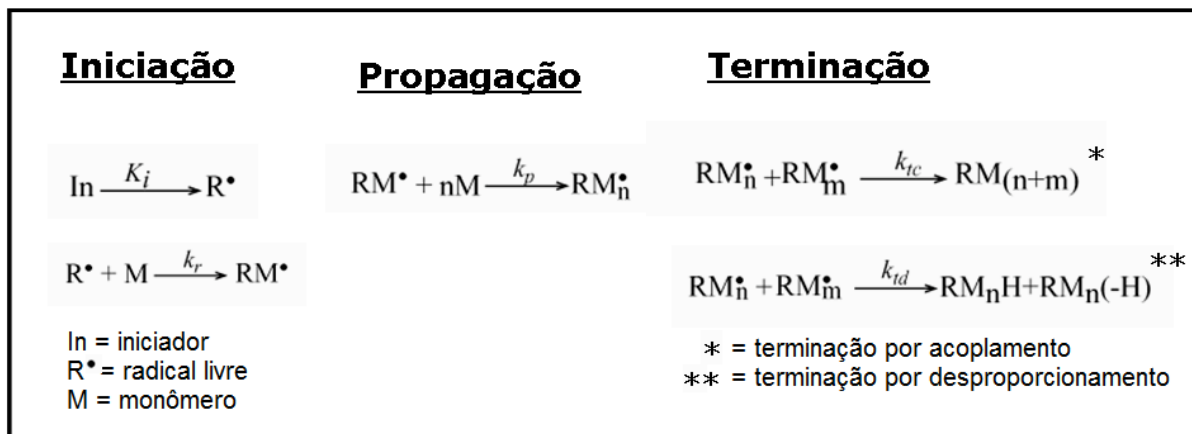 Iniciação
Propagação
Terminação
In —Ki→ R•
R• + M —kr→ RM•
In = iniciador
R• = radical livre
M = monômero
RM• + nM —kp→ RMn•
RMn• +RMm• —ktc→ RM(n+m) *
RMn• +RMm• —ktd→ RMnH+RMn(-H) **
* = terminação por acoplamento
** = terminação por desproporcionamento